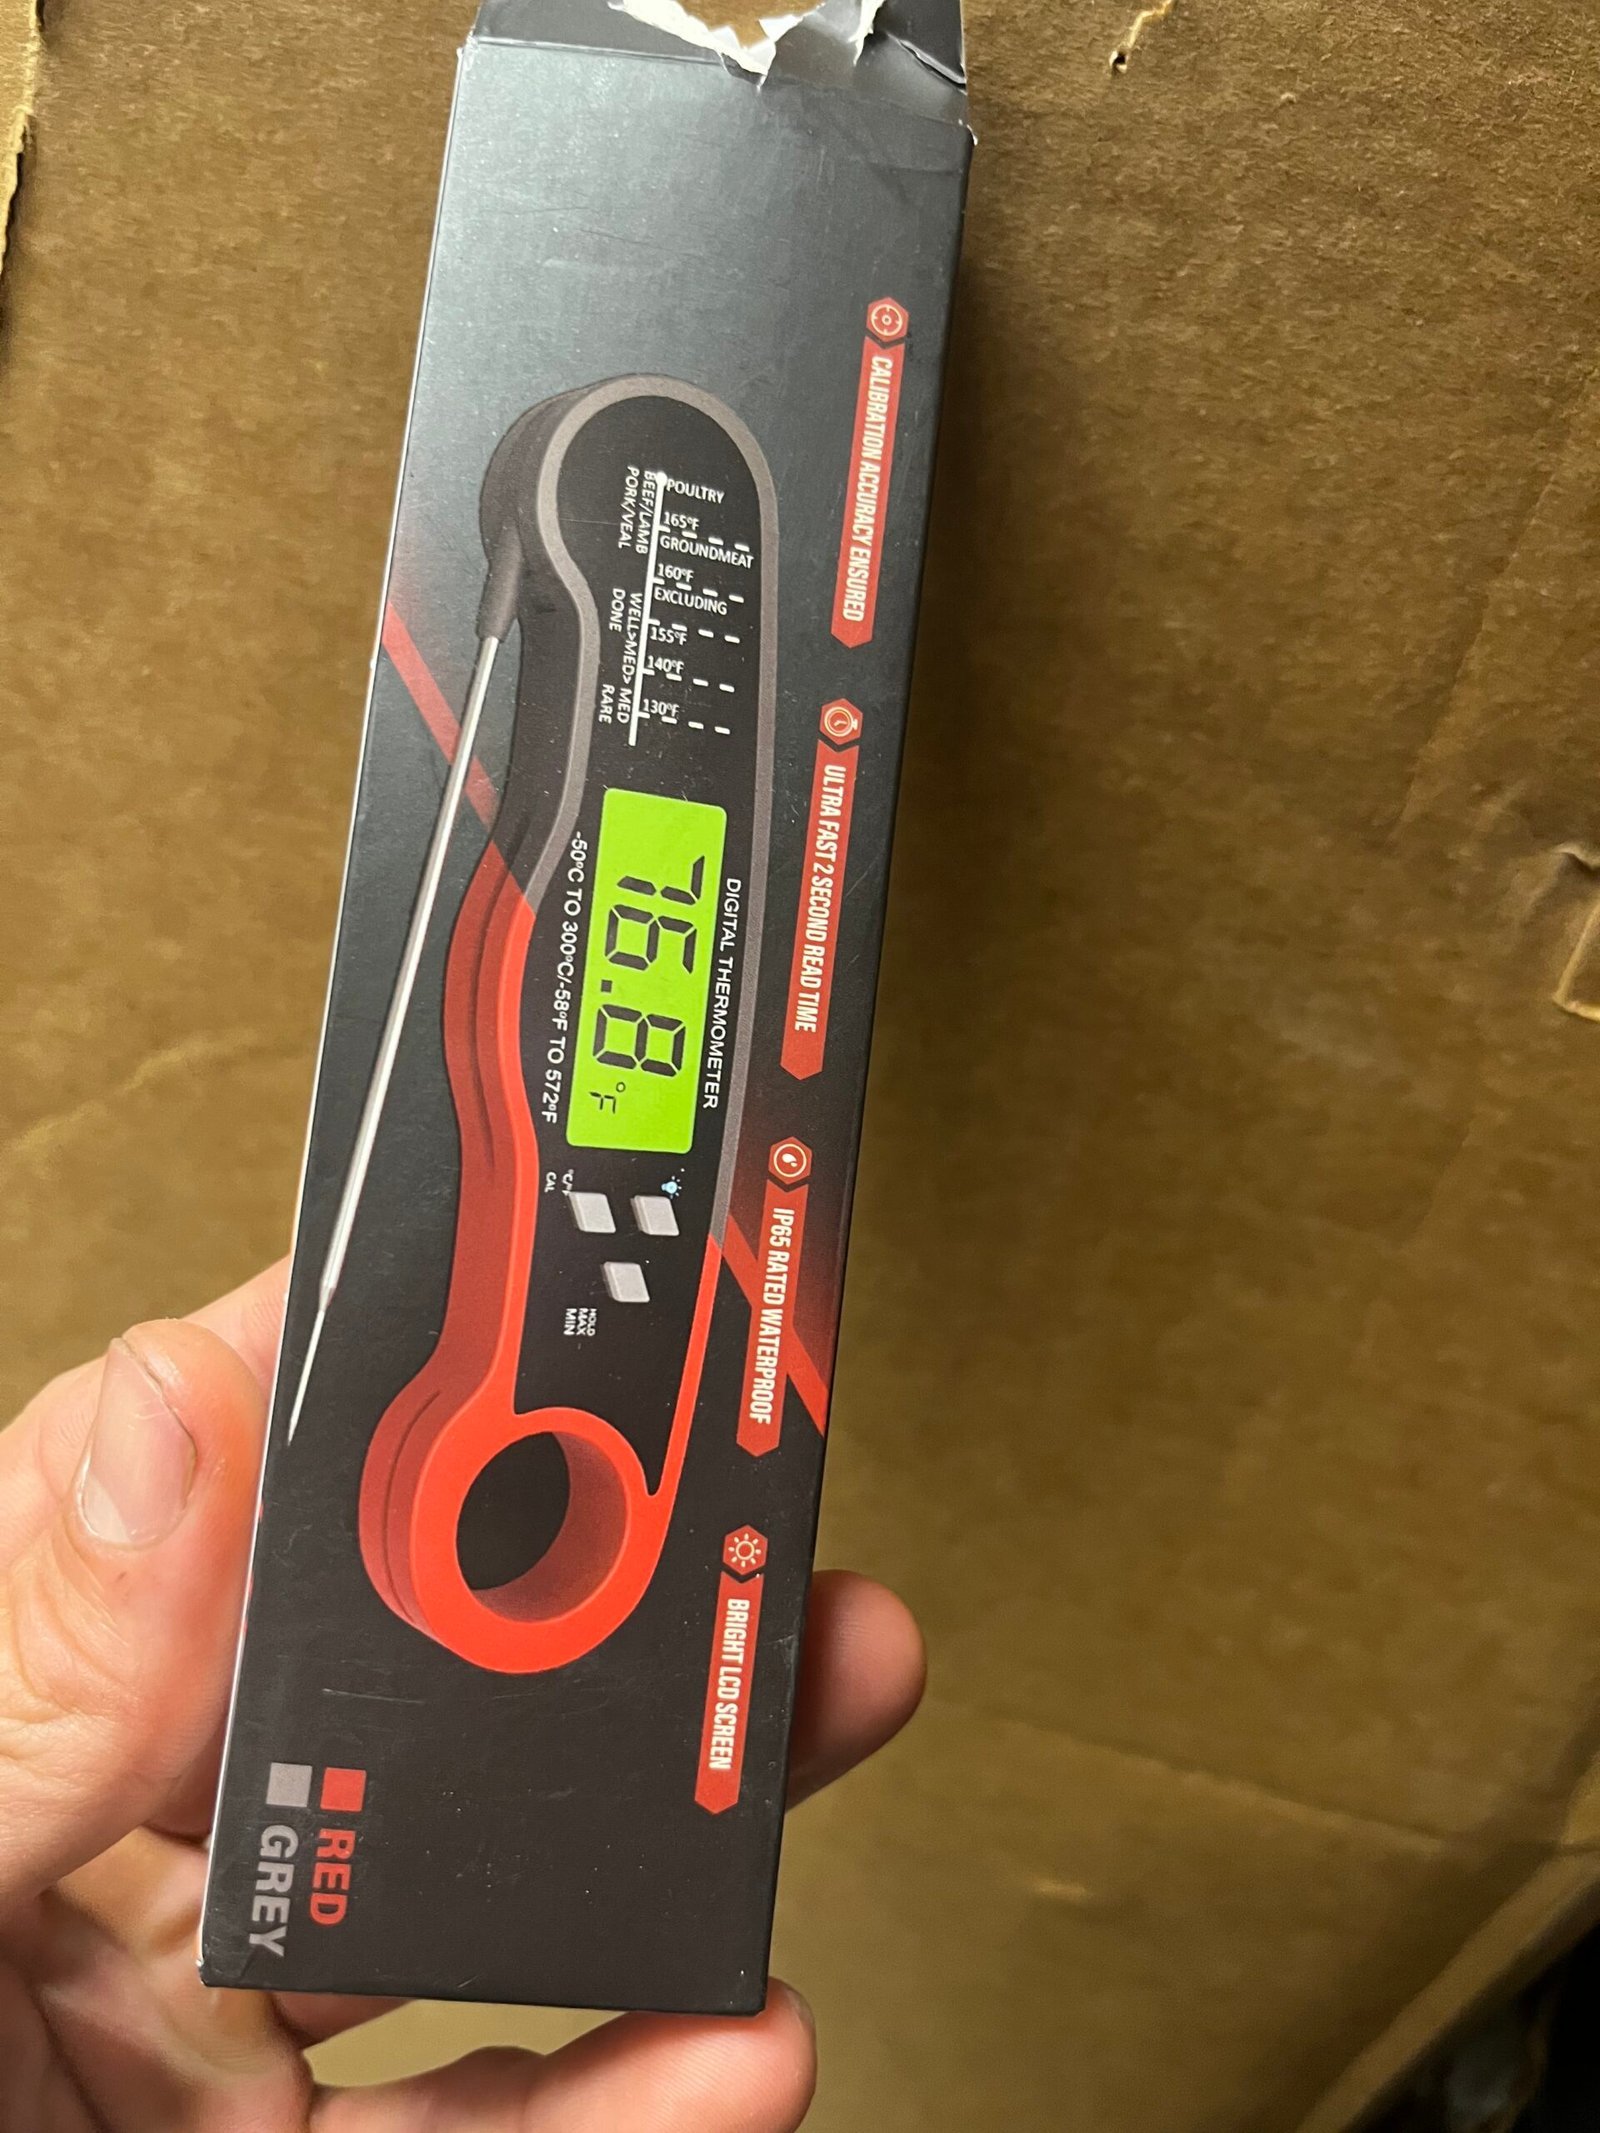 CALIBRATION ACCURACY ENSURED
ULTRA FAST 2 SECOND READ TIME
IP65 RATED WATERPROOF
BRIGHT LCD SCREEN
POULTRY
165°F
GROUNDMEAT
160°F
EXCLUDING
155°F
140°F
130°F
BEEF/LAMB
PORK/VEAL
WELL>MED> MED
DONE RARE
DIGITAL THERMOMETER
76.8°F
-50°C TO 300°C/-58°F TO 572°F
CAL
HOLD
MAX
MIN
RED
GREY